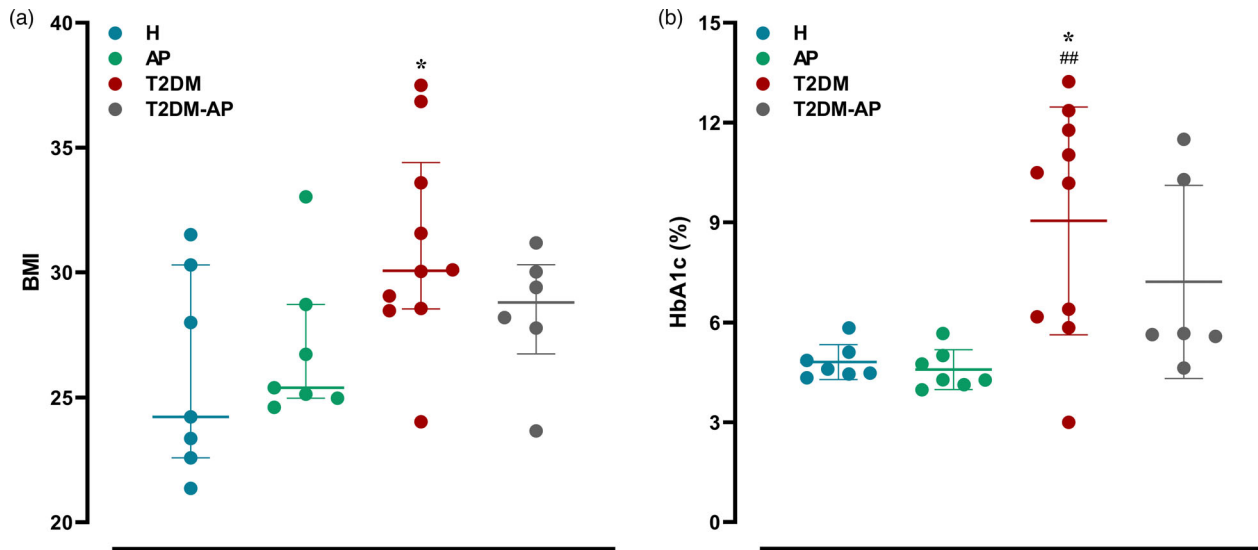 (a)
BMI
40
35
30
25
20
H
AP
T2DM
T2DM-AP
*
(b)
HbA1c (%)
15
12
9
6
3
0
H
AP
T2DM
T2DM-AP
*
##